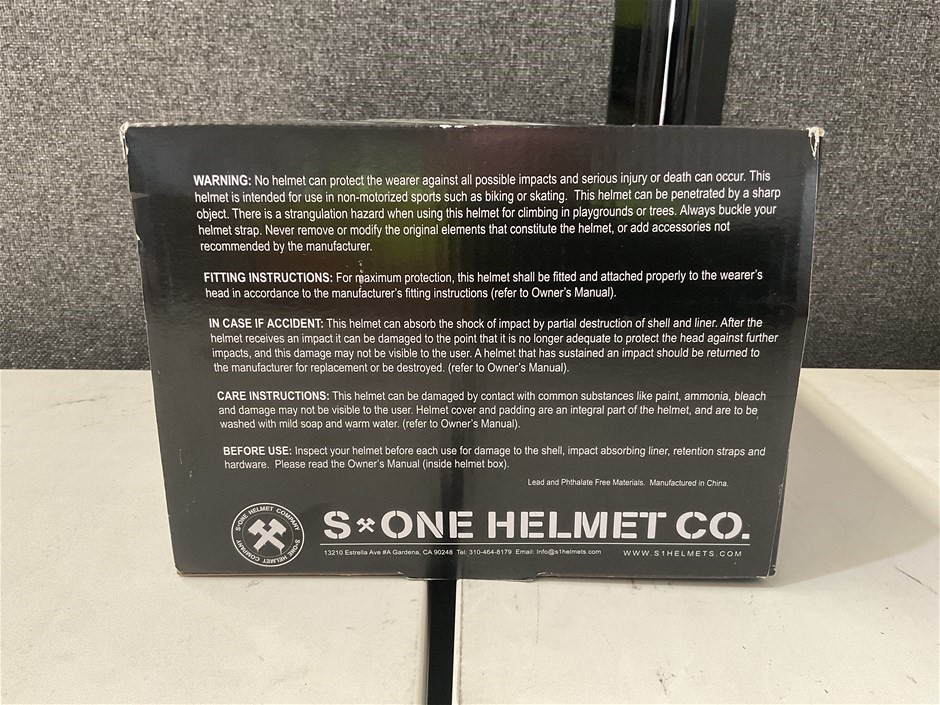 WARNING: No helmet can protect the wearer against all possible impacts and serious injury or death can occur. This
helmet is intended for use in non-motorized sports such as biking or skating. This helmet can be penetrated by a sharp
object. There is a strangulation hazard when using this helmet for climbing in playgrounds or trees. Always buckle your
helmet strap. Never remove or modify the original elements that constitute the helmet, or add accessories not
recommended by the manufacturer.
FITTING INSTRUCTIONS: For maximum protection, this helmet shall be fitted and attached properly to the wearer's
head in accordance to the manufacturer's fitting instructions (refer to Owner's Manual).
IN CASE IF ACCIDENT: This helmet can absorb the shock of impact by partial destruction of shell and liner. After the
helmet receives an impact it can be damaged to the point that it is no longer adequate to protect the head against further
impacts, and this damage may not be visible to the user. A helmet that has sustained an impact should be returned to
the manufacturer for replacement or be destroyed. (refer to Owner's Manual).
CARE INSTRUCTIONS: This helmet can be damaged by contact with common substances like paint, ammonia, bleach
and damage may not be visible to the user. Helmet cover and padding are an integral part of the helmet, and are to be
washed with mild soap and warm water. (refer to Owner's Manual).
BEFORE USE: Inspect your helmet before each use for damage to the shell, impact absorbing liner, retention straps and
hardware. Please read the Owner's Manual (inside helmet box).
Lead and Phthalate Free Materials. Manufactured in China.
S-ONE HELMET COMPANY
S-ONE HELMET COMPANY
S ONE HELMET CO.
13210 Estrella Ave #A Gardena, CA 90248 Tel: 310-464-8179 Email: Info@s1helmets.com
WWW.S1HELMETS.COM